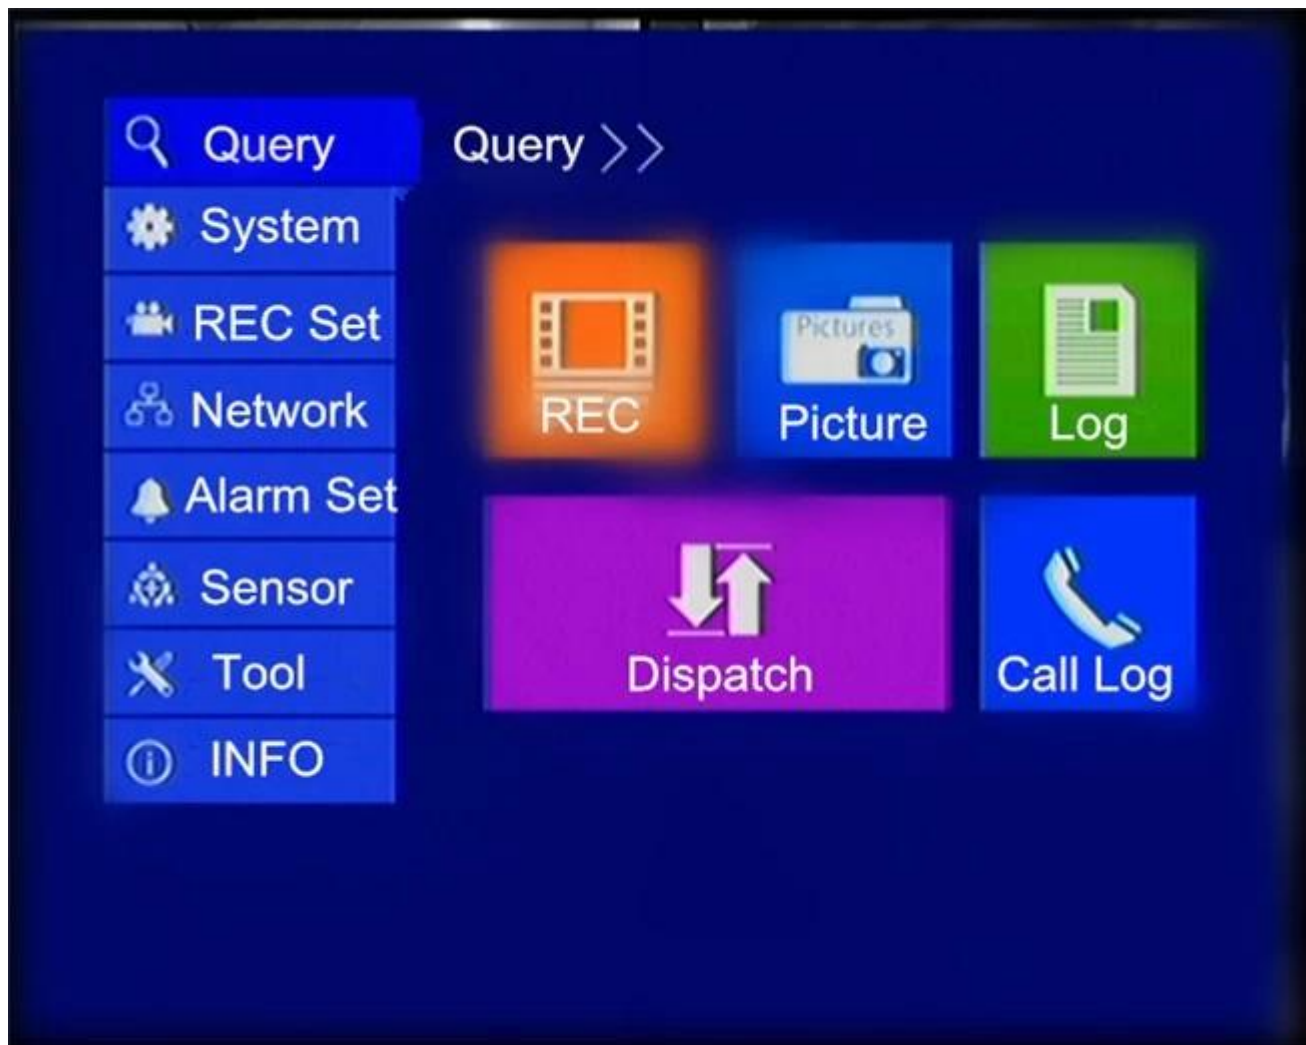 Query
System
REC Set
Network
Alarm Set
Sensor
Tool
INFO
Query >>
REC
Pictures
Picture
Log
Dispatch
Call Log